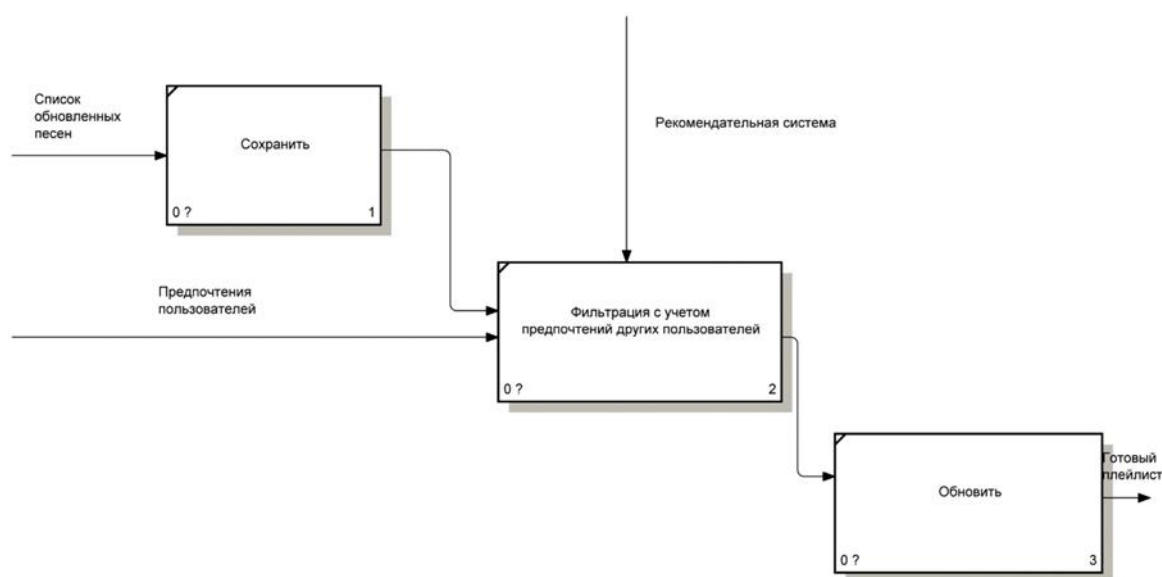 Список
обновленных
песен
Сохранить
0 ?
1
Рекомендательная система
Предпочтения
пользователей
Фильтрация с учетом
предпочтений других пользователей
0 ?
2
Обновить
0 ?
3
Готовый
плейлист